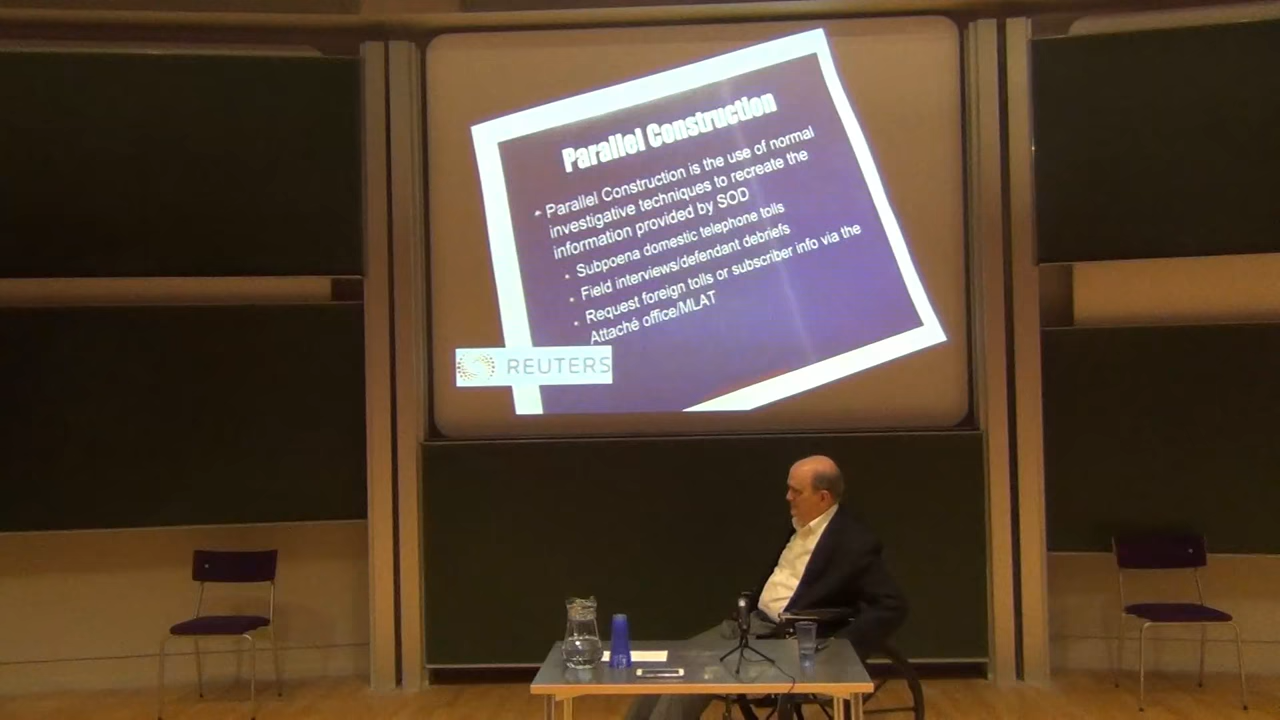 Parallel Construction
Parallel Construction is the use of normal
investigative techniques to recreate the
information provided by SOD
Subpoena domestic telephone tolls
Field interviews/defendant debriefs
Request foreign tolls or subscriber info via the
Attaché office/MLAT
REUTERS